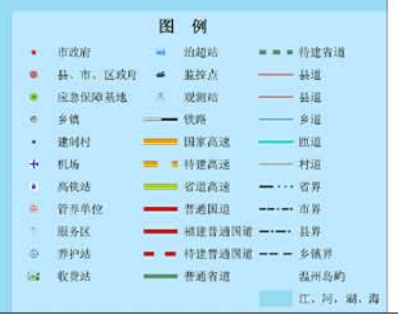 图 例
市政府
县、市、区政府
应急保障基地
乡镇
建制村
机场
高铁站
管养单位
服务区
养护站
收费站
治超站
监控点
观测站
铁路
国家高速
待建高速
省道高速
普通国道
福建普通国道
待建普通国道
普通省道
待建省道
县道
县道
乡道
匝道
村道
省界
市界
县界
乡镇界
温州岛屿
江、河、湖、海